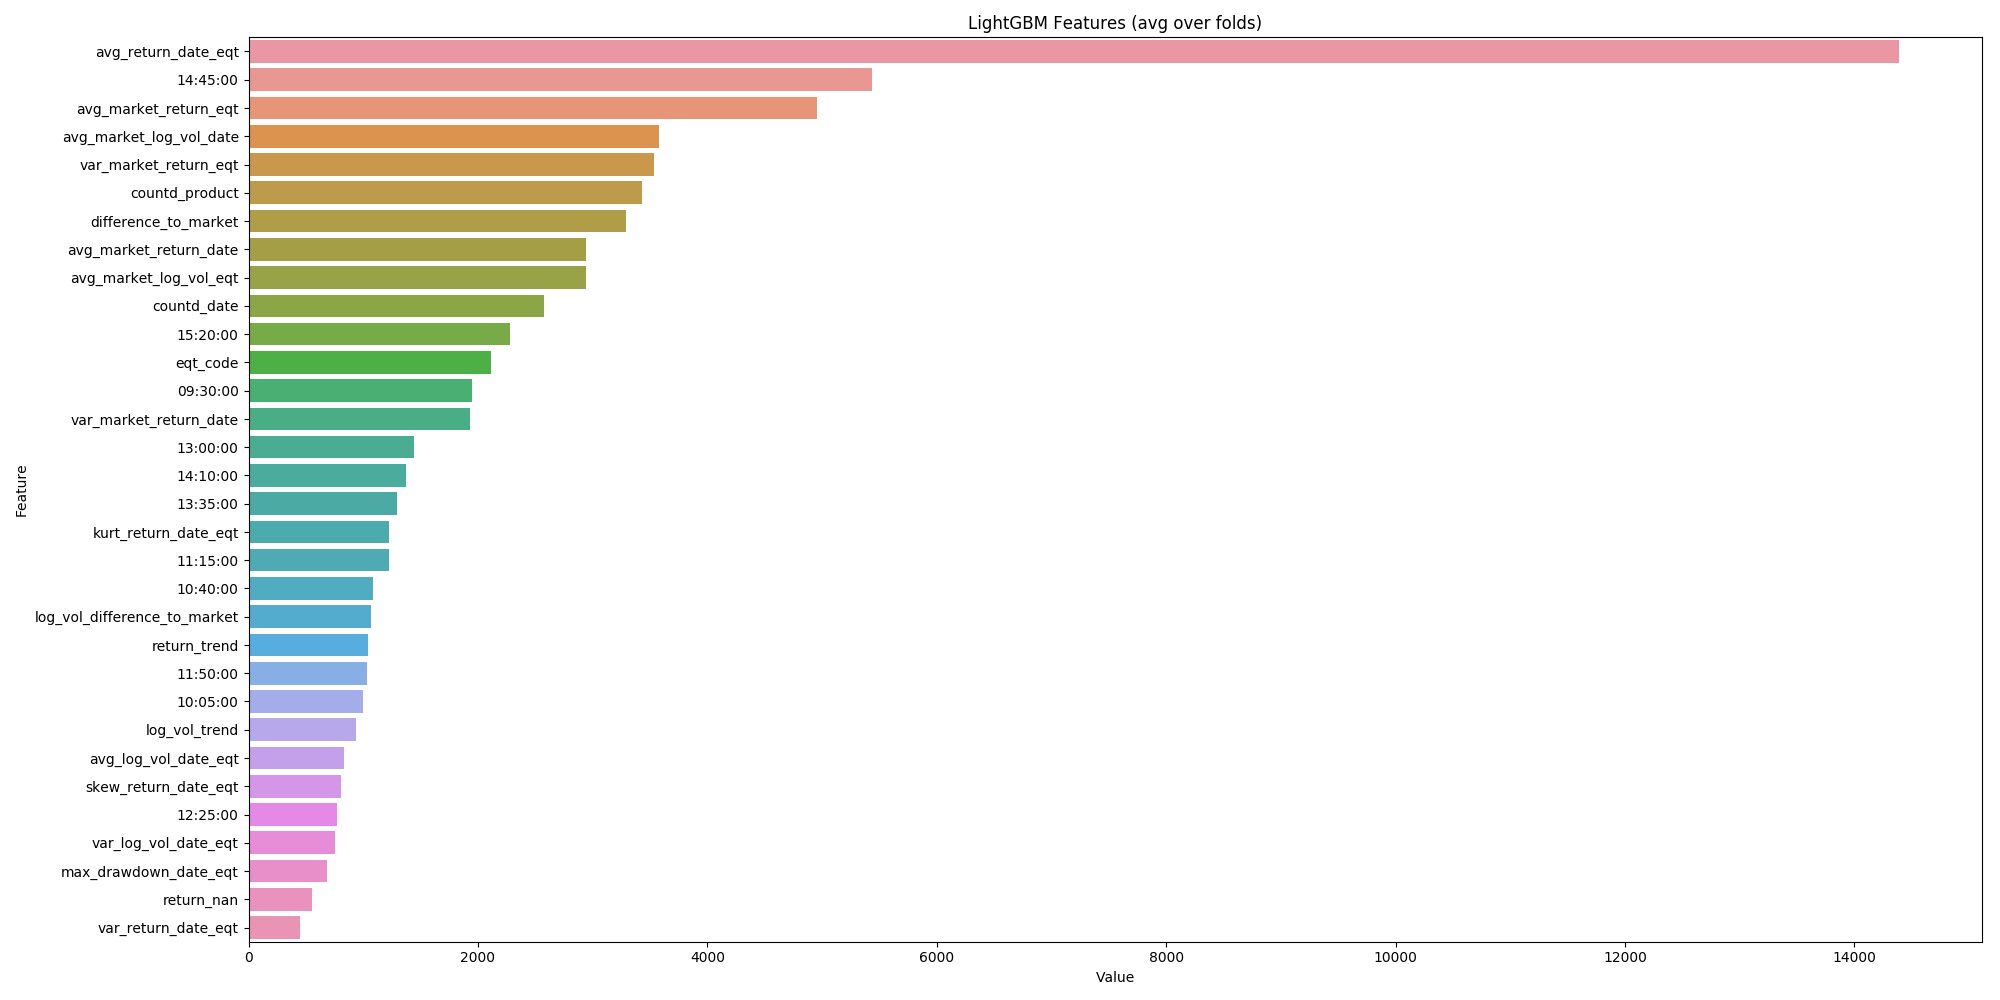 LightGBM Features (avg over folds)
avg_return_date_eqt
14:45:00
avg_market_return_eqt
avg_market_log_vol_date
var_market_return_eqt
countd_product
difference_to_market
avg_market_return_date
avg_market_log_vol_eqt
countd_date
15:20:00
eqt_code
09:30:00
var_market_return_date
13:00:00
14:10:00
13:35:00
kurt_return_date_eqt
11:15:00
10:40:00
log_vol_difference_to_market
return_trend
11:50:00
10:05:00
log_vol_trend
avg_log_vol_date_eqt
skew_return_date_eqt
12:25:00
var_log_vol_date_eqt
max_drawdown_date_eqt
return_nan
var_return_date_eqt
Feature
0 2000 4000 6000 8000 10000 12000 14000
Value